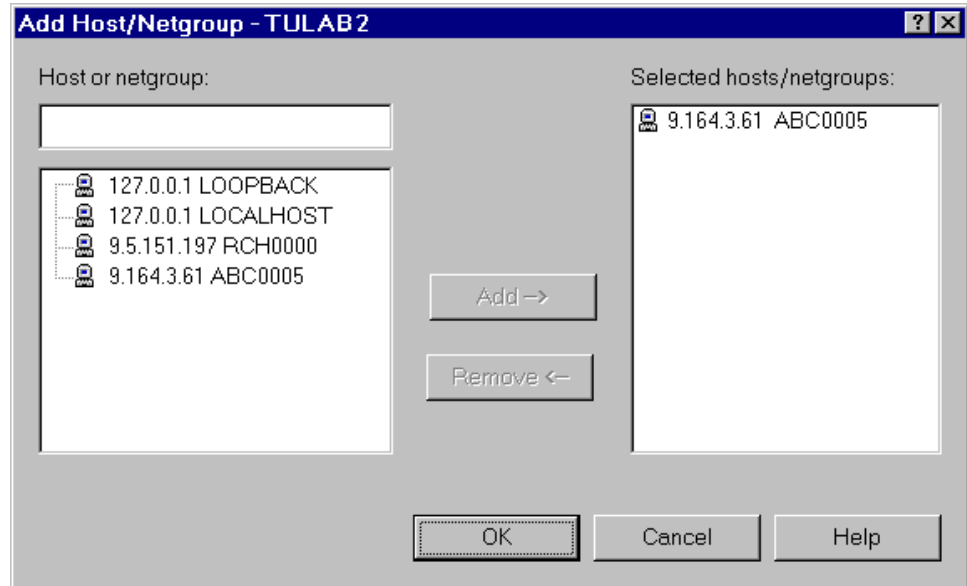 Add Host/Netgroup - TULAB2
Host or netgroup:
127.0.0.1 LOOPBACK
127.0.0.1 LOCALHOST
9.5.151.197 RCH0000
9.164.3.61 ABC0005
Add -->
Remove <--
Selected hosts/netgroups:
9.164.3.61 ABC0005
OK
Cancel
Help